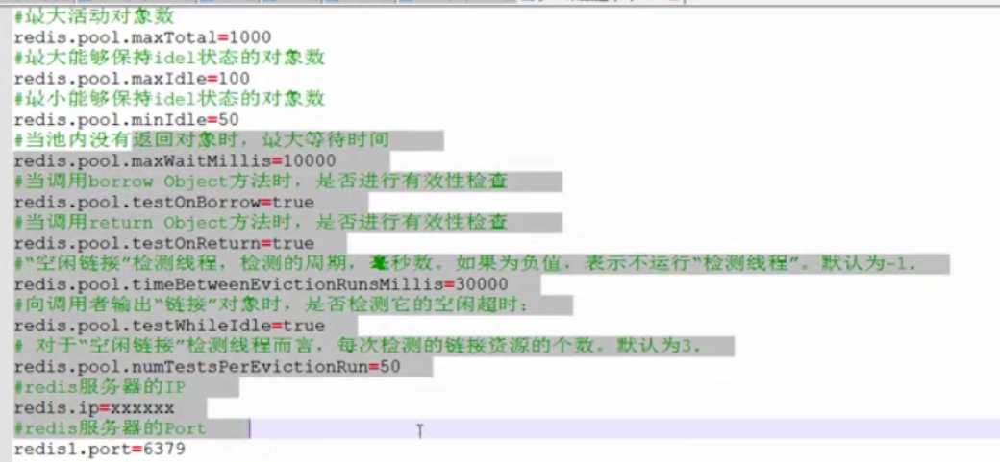 #最大活动对象数
redis.pool.maxTotal=1000
#最大能够保持idel状态的对象数
redis.pool.maxIdle=100
#最小能够保持idel状态的对象数
redis.pool.minIdle=50
#当池内没有返回对象时，最大等待时间
redis.pool.maxWaitMillis=10000
#当调用borrow Object方法时，是否进行有效性检查
redis.pool.testOnBorrow=true
#当调用return Object方法时，是否进行有效性检查
redis.pool.testOnReturn=true
#“空闲链接”检测线程，检测的周期，毫秒数。如果为负值，表示不运行“检测线程”。默认为-1.
redis.pool.timeBetweenEvictionRunsMillis=30000
#向调用者输出“链接”对象时，是否检测它的空闲超时；
redis.pool.testWhileIdle=true
# 对于“空闲链接”检测线程而言，每次检测的链接资源的个数。默认为3.
redis.pool.numTestsPerEvictionRun=50
#redis服务器的IP
redis.ip=xxxxxx
#redis服务器的Port
redis1.port=6379